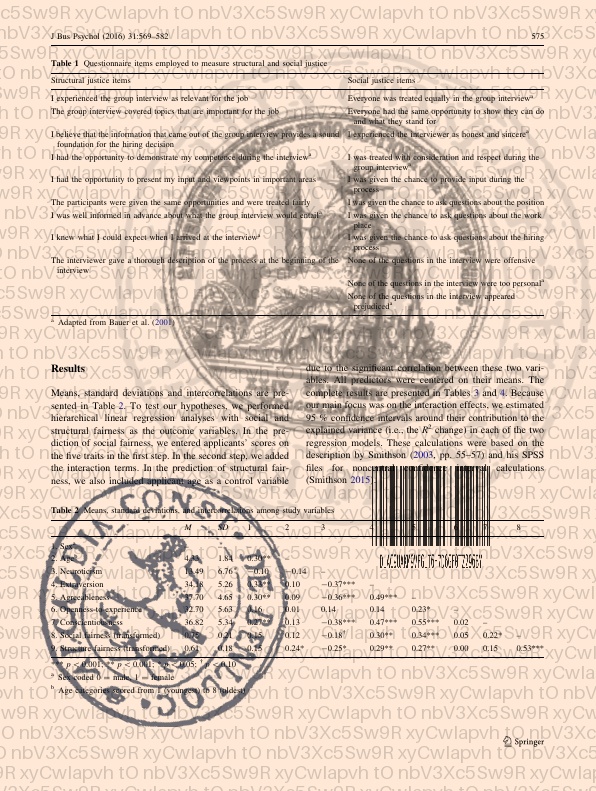 J Bus Psychol (2016) 31:569–582 575
Table 1 Questionnaire items employed to measure structural and social justice
Structural justice items Social justice items
I experienced the group interview as relevant for the job Everyone was treated equally in the group interviewa
The group interview covered topics that are important for the job Everyone had the same opportunity to show they can do
and what they stand for
I believe that the information that came out of the group interview provides a sound I experienced the interviewer as honest and sincerea
foundation for the hiring decision
I had the opportunity to demonstrate my competence during the interviewa I was treated with consideration and respect during the
group interviewa
I had the opportunity to present my input and viewpoints in important areas I was given the chance to provide input during the
process
The participants were given the same opportunities and were treated fairly I was given the chance to ask questions about the position
I was well informed in advance about what the group interview would entaila I was given the chance to ask questions about the work
place
I knew what I could expect when I arrived at the interviewa I was given the chance to ask questions about the hiring
process
The interviewer gave a thorough description of the process at the beginning of the None of the questions in the interview were offensive
interview
None of the questions in the interview were too personala
None of the questions in the interview appeared
prejudiceda
a Adapted from Bauer et al. (2001)
Results
Means, standard deviations and intercorrelations are pre-
sented in Table 2. To test our hypotheses, we performed
hierarchical linear regression analyses with social and
structural fairness as the outcome variables. In the pre-
diction of social fairness, we entered applicants' scores on
the five traits in the first step. In the second step, we added
the interaction terms. In the prediction of structural fair-
ness, we also included applicant age as a control variable
due to the significant correlation between these two vari-
ables. All predictors were centered on their means. The
complete results are presented in Tables 3 and 4. Because
our main focus was on the interaction effects, we estimated
95 % confidence intervals around their contribution to the
explained variance (i.e., the R2 change) in each of the two
regression models. These calculations were based on the
description by Smithson (2003, pp. 55–57) and his SPSS
files for noncentral confidence interval calculations
(Smithson 2015).
Table 2 Means, standard deviations, and intercorrelations among study variables
M SD 1 2 3 4 5 6 7 8
1. Sexa
2. Ageb 4.33 1.84 0.30** –
3. Neuroticism 13.49 6.76 −0.10 −0.14
4. Extraversion 34.18 5.26 0.10 −0.37*** –
5. Agreeableness 37.70 4.65 0.30** 0.09 −0.36*** 0.49*** –
6. Openness to experience 32.70 5.63 0.16 0.01 0.14 0.14 0.23* –
7. Conscientiousness 36.82 5.34 0.27** 0.13 −0.38*** 0.47*** 0.55*** 0.02 –
8. Social fairness (transformed) 0.75 0.21 0.15 0.12 −0.18† 0.30** 0.34*** 0.05 0.22* –
9. Structure fairness (transformed) 0.61 0.18 0.15 0.24* −0.25* 0.29** 0.27** 0.00 0.15 0.53***
*** p < 0.001; ** p < 0.001; * p < 0.05; † p < 0.10
a Sex coded 0 = male, 1 = female
b Age categories scored from 1 (youngest) to 8 (oldest)
Springer